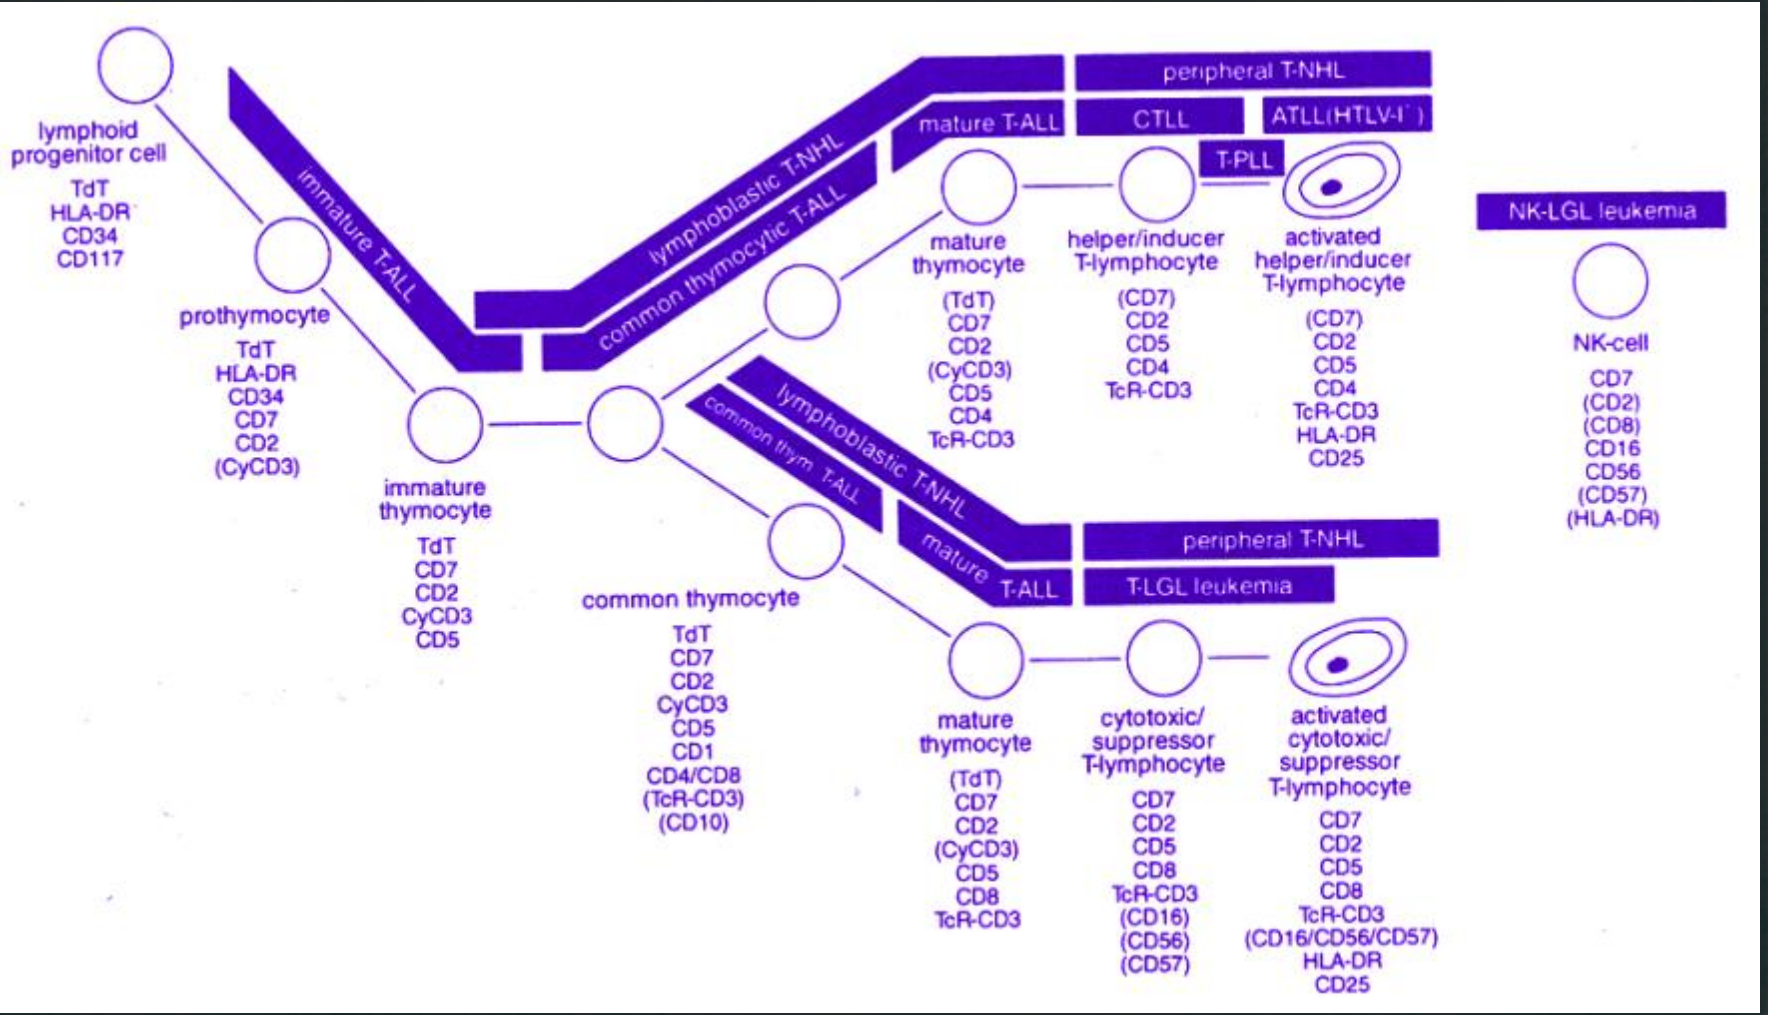 lymphoid
progenitor cell
TdT
HLA-DR
CD34
CD117
prothymocyte
TdT
HLA-DR
CD34
CD7
CD2
(CyCD3)
immature
thymocyte
TdT
CD7
CD2
CyCD3
CD5
common thymocyte
TdT
CD7
CD2
CyCD3
CD5
CD1
CD4/CD8
(TcR-CD3)
(CD10)
immature T-ALL
lymphoblastic T-NHL
common thymocytic T-ALL
mature T-ALL
peripheral T-NHL
CTLL
ATLL(HTLV-I+)
T-PLL
mature
thymocyte
(TdT)
CD7
CD2
(CyCD3)
CD5
CD4
TcR-CD3
helper/inducer
T-lymphocyte
(CD7)
CD2
CD5
CD4
TcR-CD3
activated
helper/inducer
T-lymphocyte
(CD7)
CD2
CD5
CD4
TcR-CD3
HLA-DR
CD25
NK-LGL leukemia
NK-cell
CD7
(CD2)
(CD8)
CD16
CD56
(CD57)
(HLA-DR)
lymphoblastic T-NHL
common thym. T-ALL
mature T-ALL
peripheral T-NHL
T-LGL leukemia
mature
thymocyte
(TdT)
CD7
CD2
(CyCD3)
CD5
CD8
TcR-CD3
cytotoxic/
suppressor
T-lymphocyte
CD7
CD2
CD5
CD8
TcR-CD3
(CD16)
(CD56)
(CD57)
activated
cytotoxic/
suppressor
T-lymphocyte
CD7
CD2
CD5
CD8
TcR-CD3
(CD16/CD56/CD57)
HLA-DR
CD25